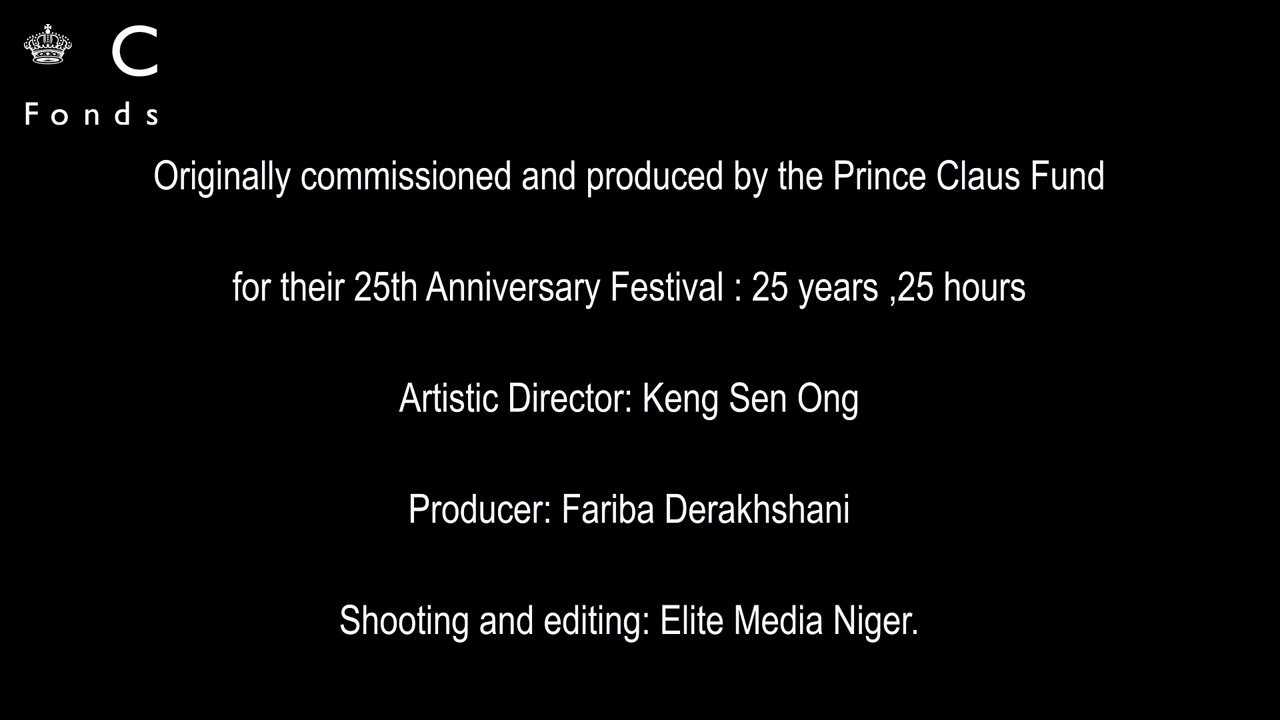 C
Fonds
Originally commissioned and produced by the Prince Claus Fund
for their 25th Anniversary Festival : 25 years ,25 hours
Artistic Director: Keng Sen Ong
Producer: Fariba Derakhshani
Shooting and editing: Elite Media Niger.